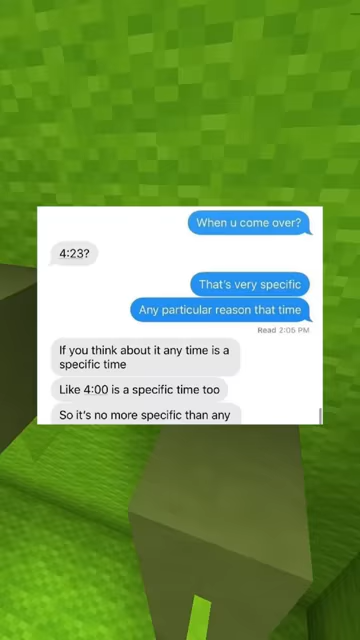 When u come over?
4:23?
That's very specific
Any particular reason that time
Read 2:05 PM
If you think about it any time is a
specific time
Like 4:00 is a specific time too
So it's no more specific than any